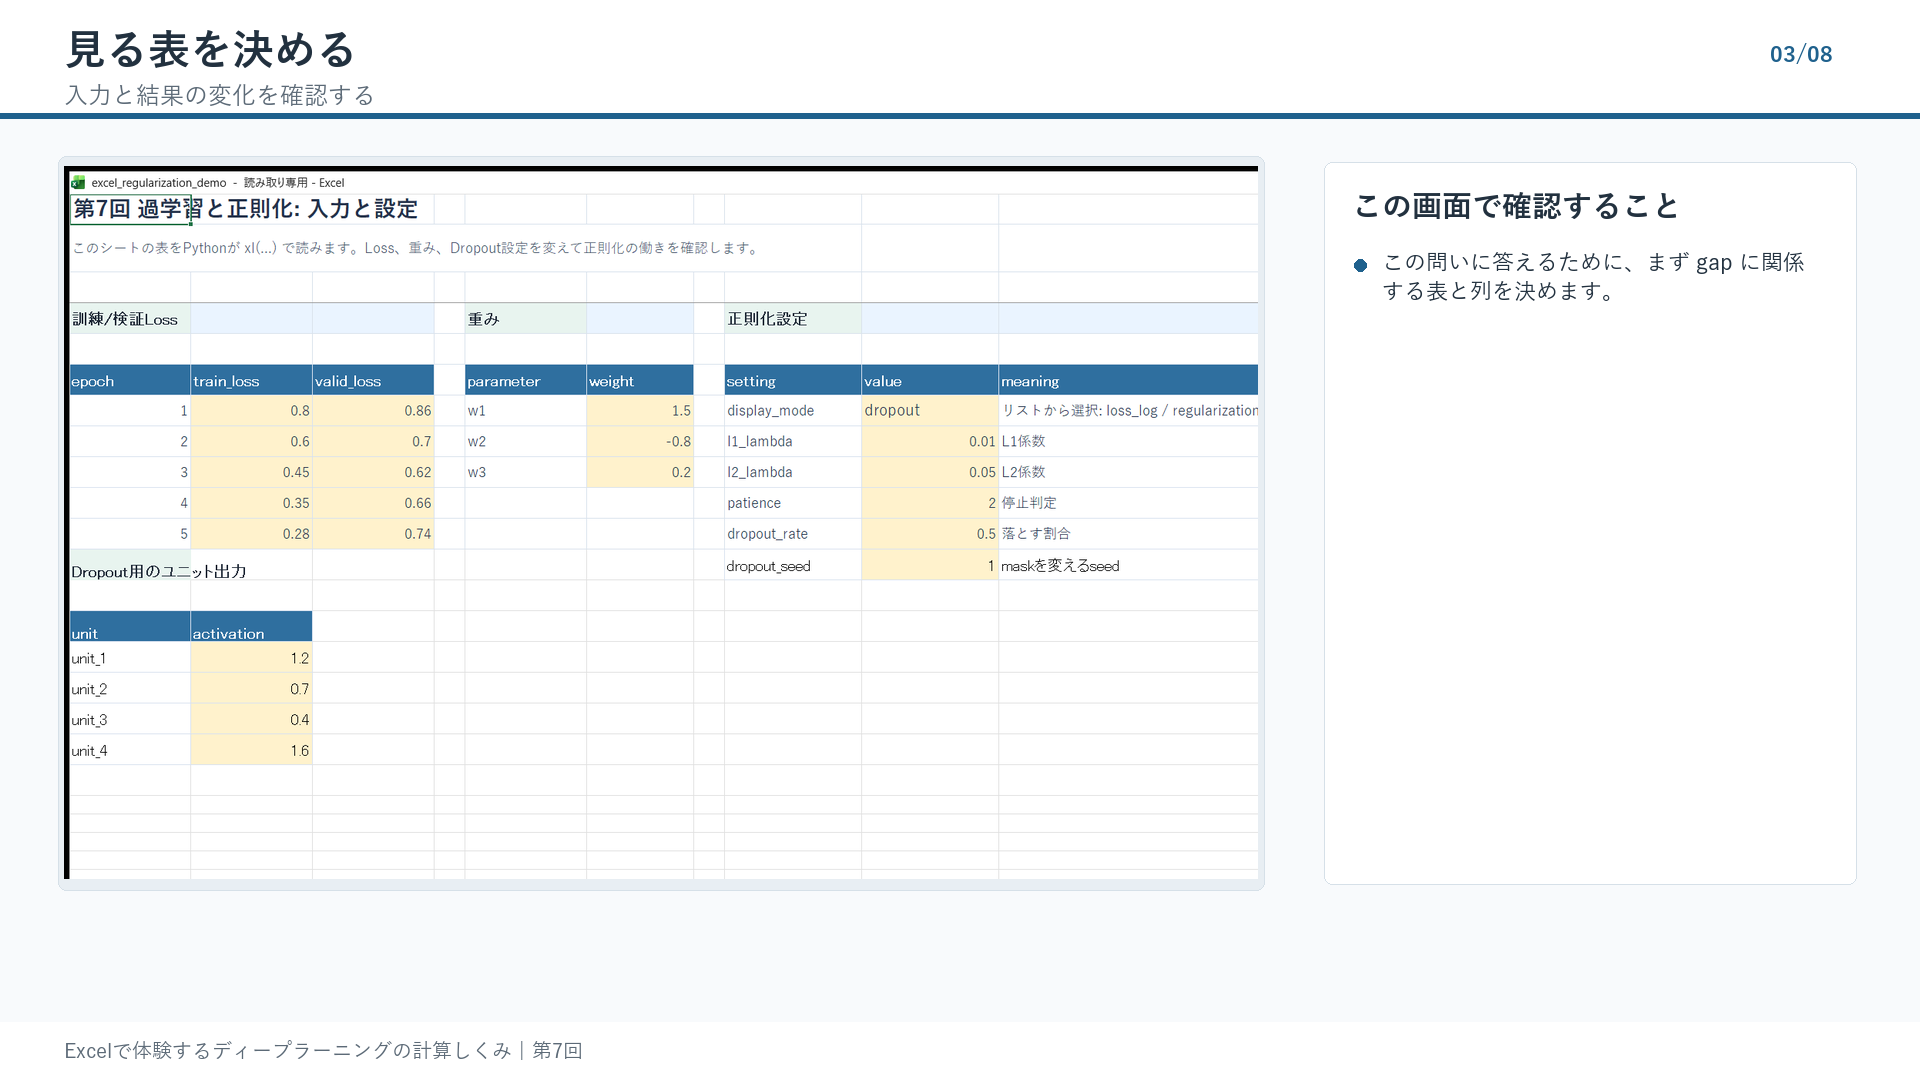 見る表を決める
入力と結果の変化を確認する
03/08
excel_regularization_demo - 読み取り専用 - Excel
第7回 過学習と正則化: 入力と設定
このシートの表をPythonが xl(...) で読みます。Loss、重み、Dropout設定を変えて正則化の働きを確認します。
訓練/検証Loss 重み 正則化設定
epoch train_loss valid_loss parameter weight setting value meaning
1 0.8 0.86 w1 1.5 display_mode dropout リストから選択: loss_log / regularization
2 0.6 0.7 w2 -0.8 l1_lambda 0.01 L1係数
3 0.45 0.62 w3 0.2 l2_lambda 0.05 L2係数
4 0.35 0.66 patience 2 停止判定
5 0.28 0.74 dropout_rate 0.5 落とす割合
Dropout用のユニット出力 dropout_seed 1 maskを変えるseed
unit activation
unit_1 1.2
unit_2 0.7
unit_3 0.4
unit_4 1.6
この画面で確認すること
この問いに答えるために、まず gap に関係
する表と列を決めます。
Excelで体験するディープラーニングの計算しくみ｜第7回